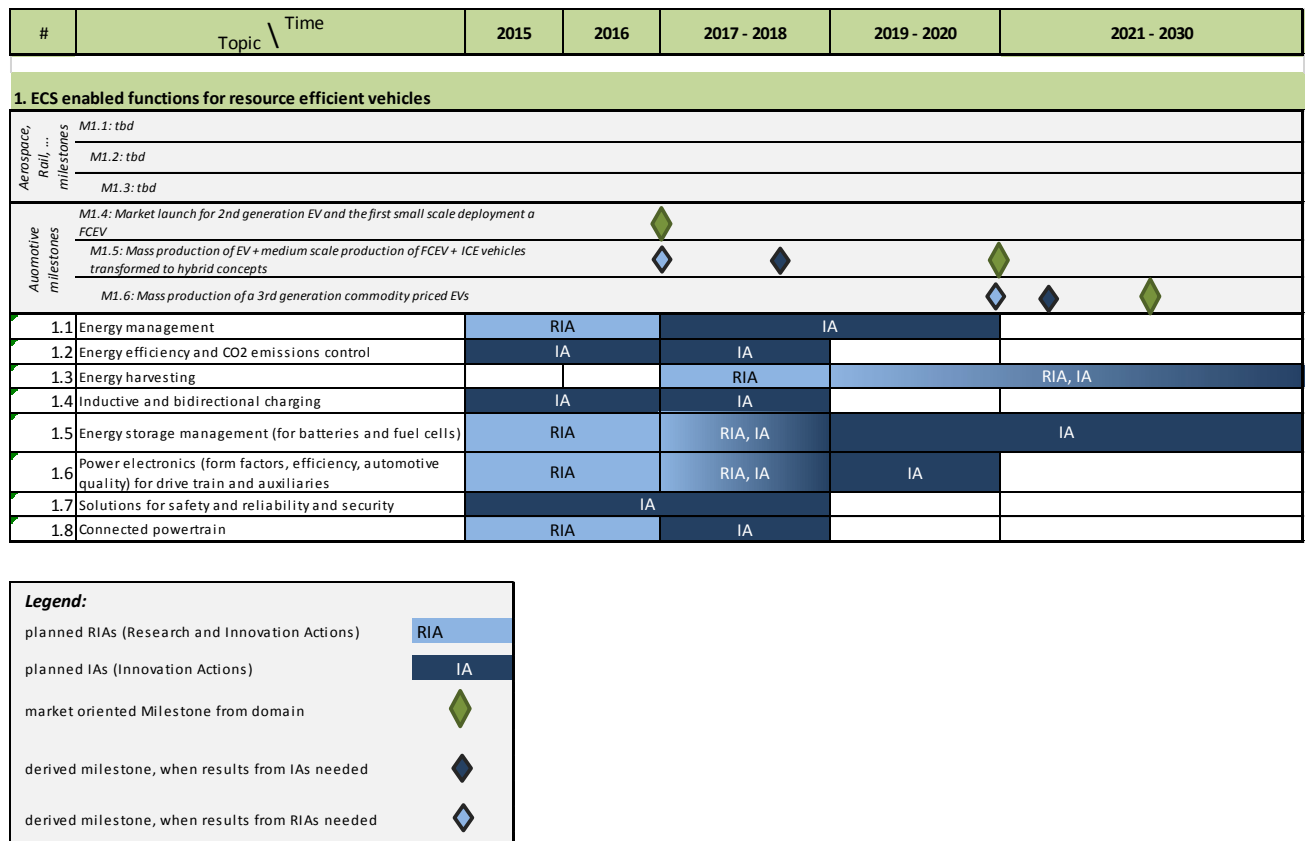 #
Topic \ Time
2015
2016
2017 - 2018
2019 - 2020
2021 - 2030
1. ECS enabled functions for resource efficient vehicles
Aerospace,
Rail, ...
milestones
M1.1: tbd
M1.2: tbd
M1.3: tbd
Auomotive
milestones
M1.4: Market launch for 2nd generation EV and the first small scale deployment a
FCEV
M1.5: Mass production of EV + medium scale production of FCEV + ICE vehicles
transformed to hybrid concepts
M1.6: Mass production of a 3rd generation commodity priced EVs
1.1 Energy management RIA IA
1.2 Energy efficiency and CO2 emissions control IA IA
1.3 Energy harvesting RIA RIA, IA
1.4 Inductive and bidirectional charging IA IA
1.5 Energy storage management (for batteries and fuel cells) RIA RIA, IA IA
1.6 Power electronics (form factors, efficiency, automotive
quality) for drive train and auxiliaries RIA RIA, IA IA
1.7 Solutions for safety and reliability and security IA
1.8 Connected powertrain RIA IA
Legend:
planned RIAs (Research and Innovation Actions) RIA
planned IAs (Innovation Actions) IA
market oriented Milestone from domain
derived milestone, when results from IAs needed
derived milestone, when results from RIAs needed